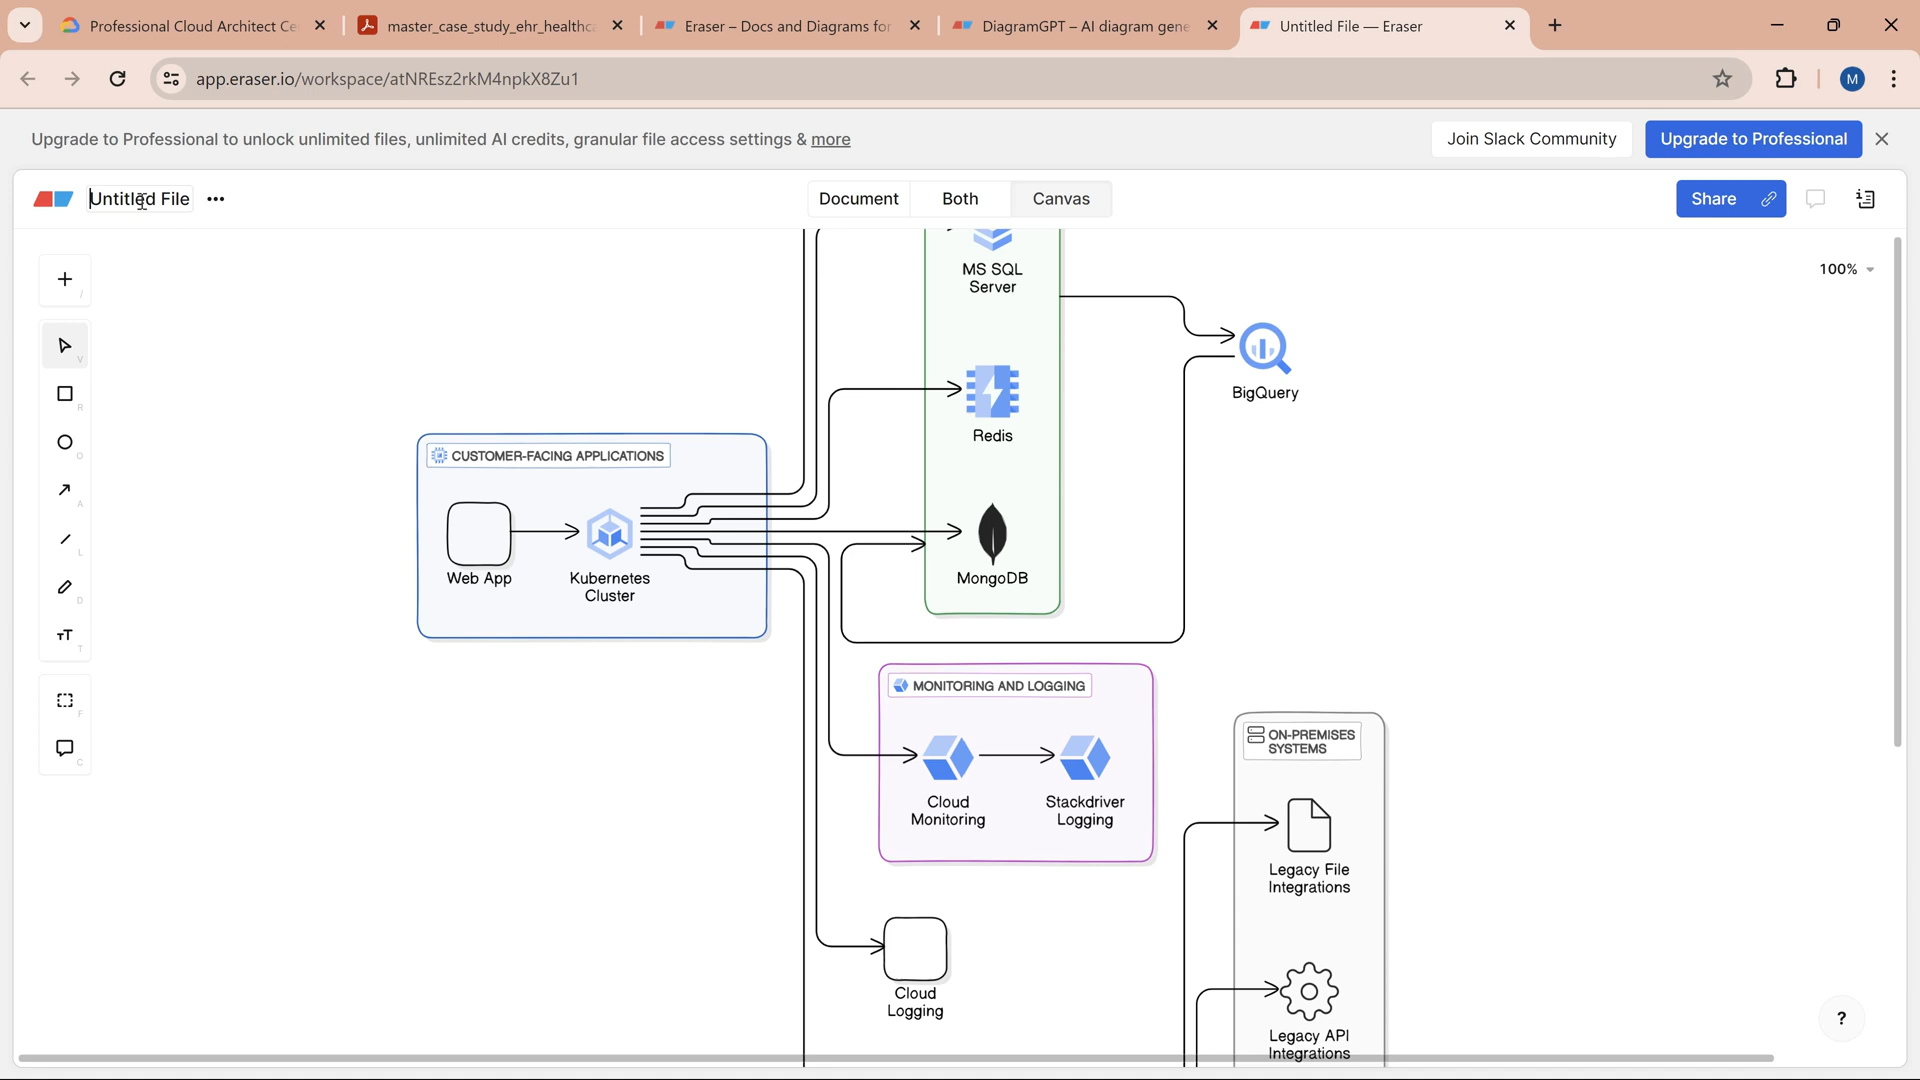 Professional Cloud Architect Ce
master_case_study_ehr_healthc
Eraser – Docs and Diagrams for
DiagramGPT – AI diagram gene
Untitled File — Eraser
app.eraser.io/workspace/atNREsz2rkM4npkX8Zu1
M
Upgrade to Professional to unlock unlimited files, unlimited AI credits, granular file access settings & more
Join Slack Community
Upgrade to Professional
Untitled File
Document
Both
Canvas
Share
100%
/
V
R
O
A
L
D
T
F
C
MS SQL
Server
Redis
MongoDB
BigQuery
CUSTOMER-FACING APPLICATIONS
Web App
Kubernetes
Cluster
MONITORING AND LOGGING
Cloud
Monitoring
Stackdriver
Logging
Cloud
Logging
ON-PREMISES
SYSTEMS
Legacy File
Integrations
Legacy API
Integrations
?